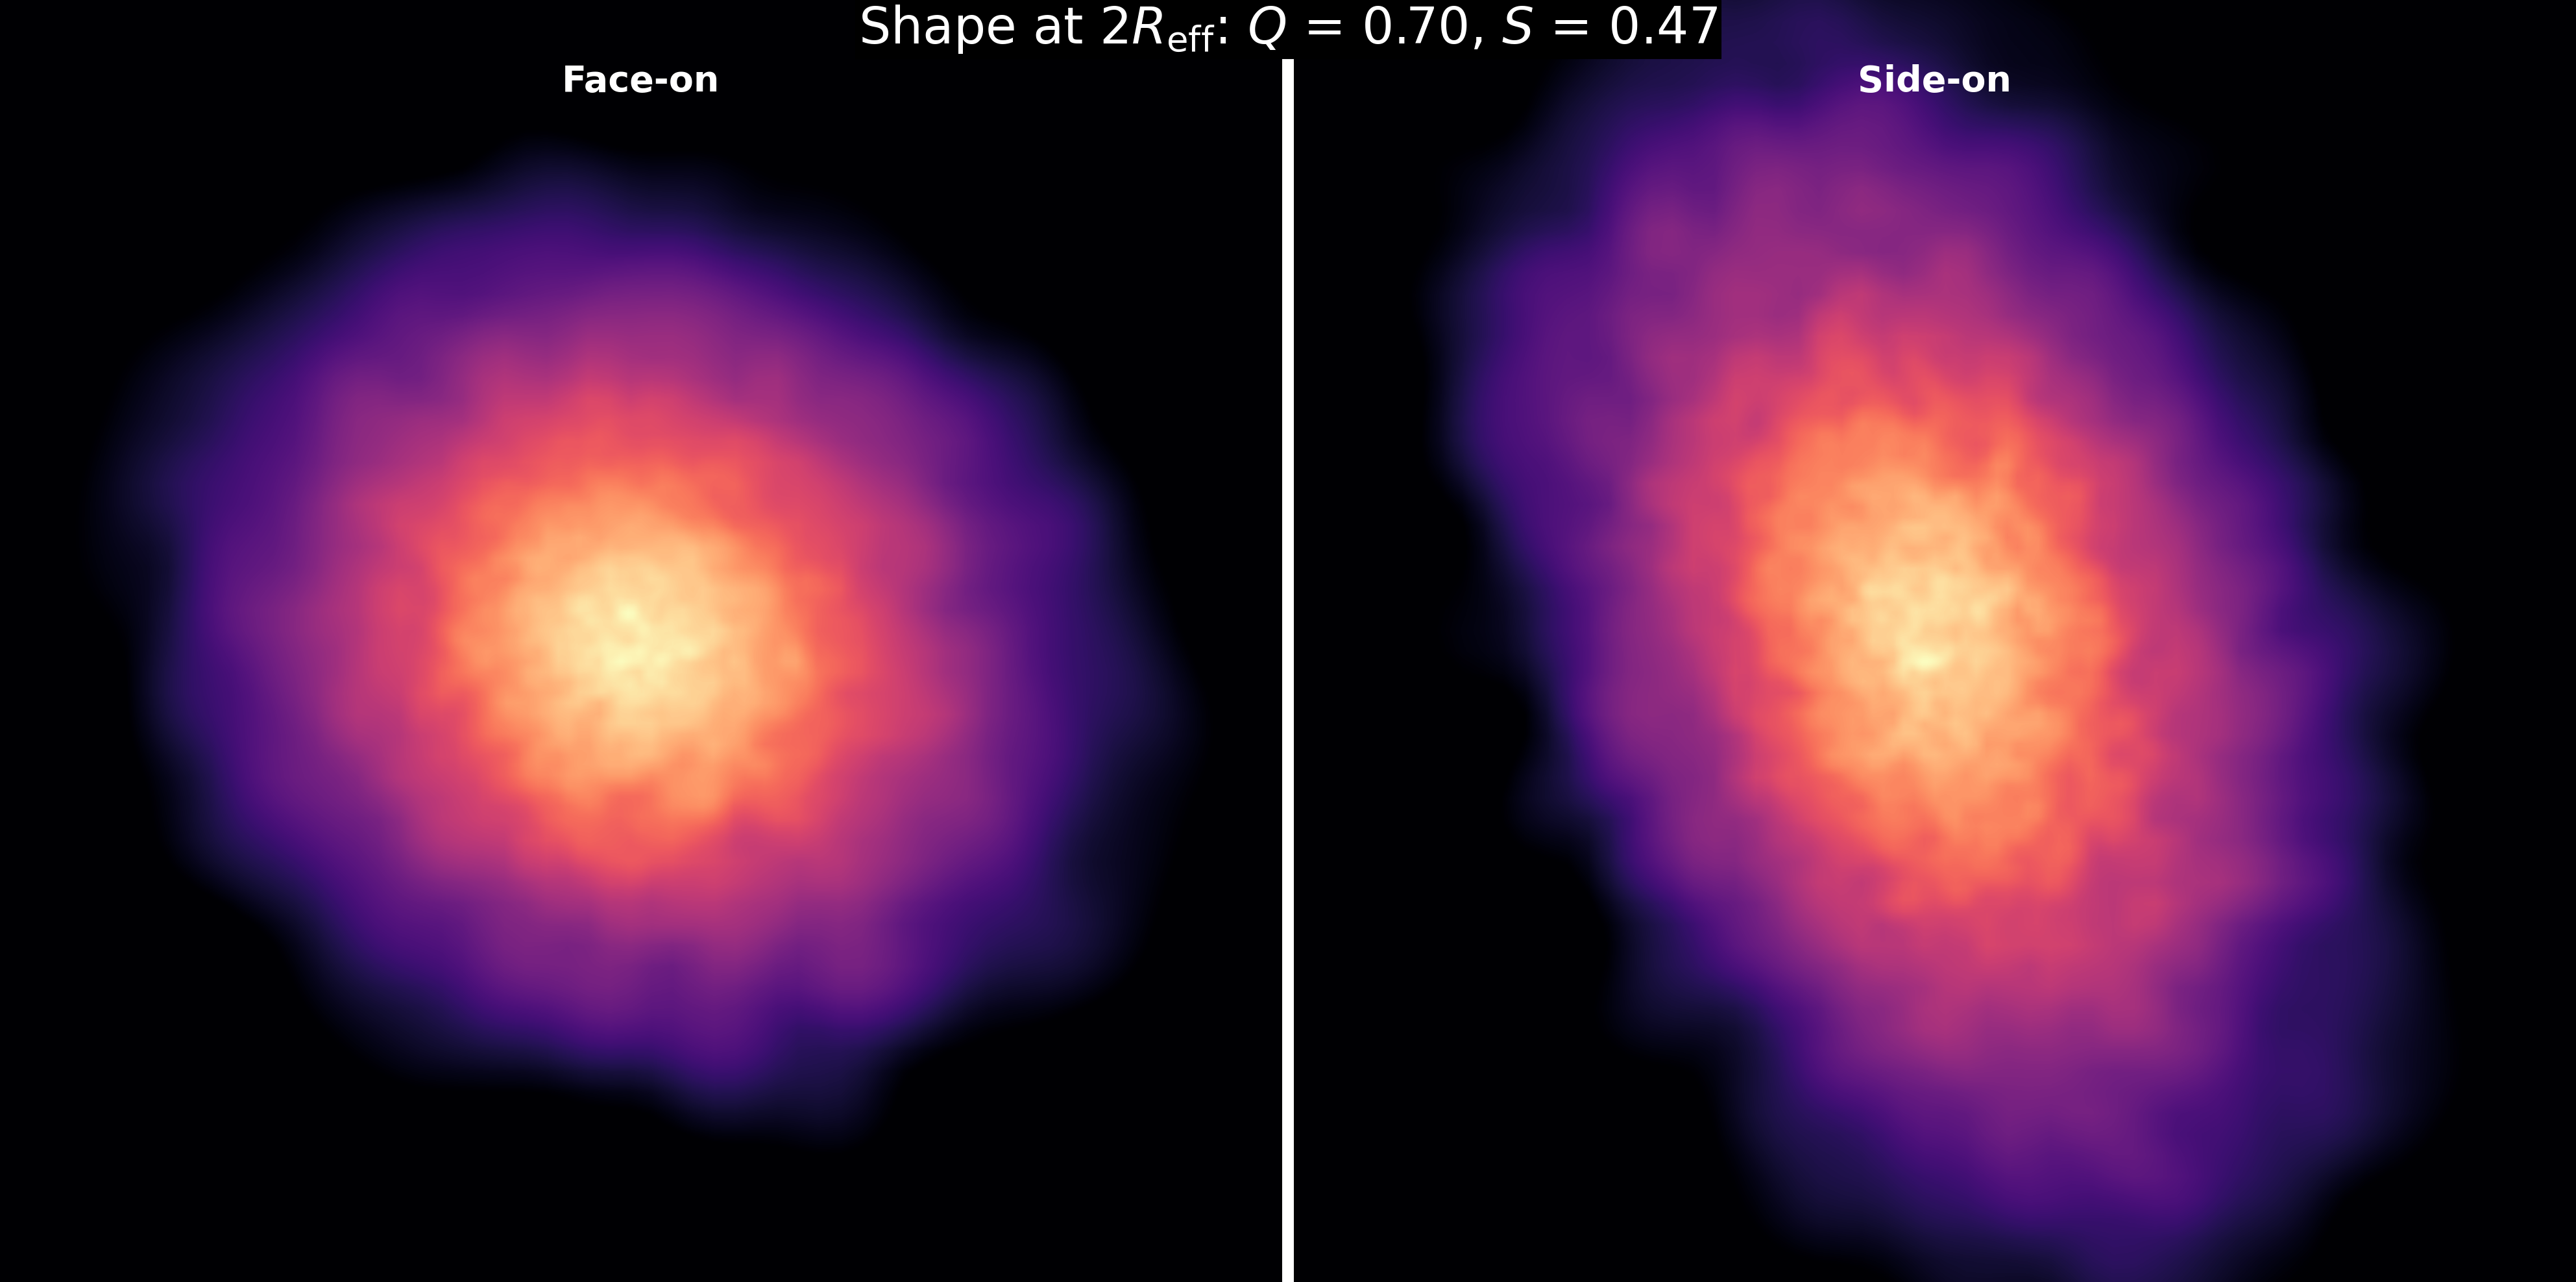 Shape at 2Reff: Q = 0.70, S = 0.47
Face-on
Side-on